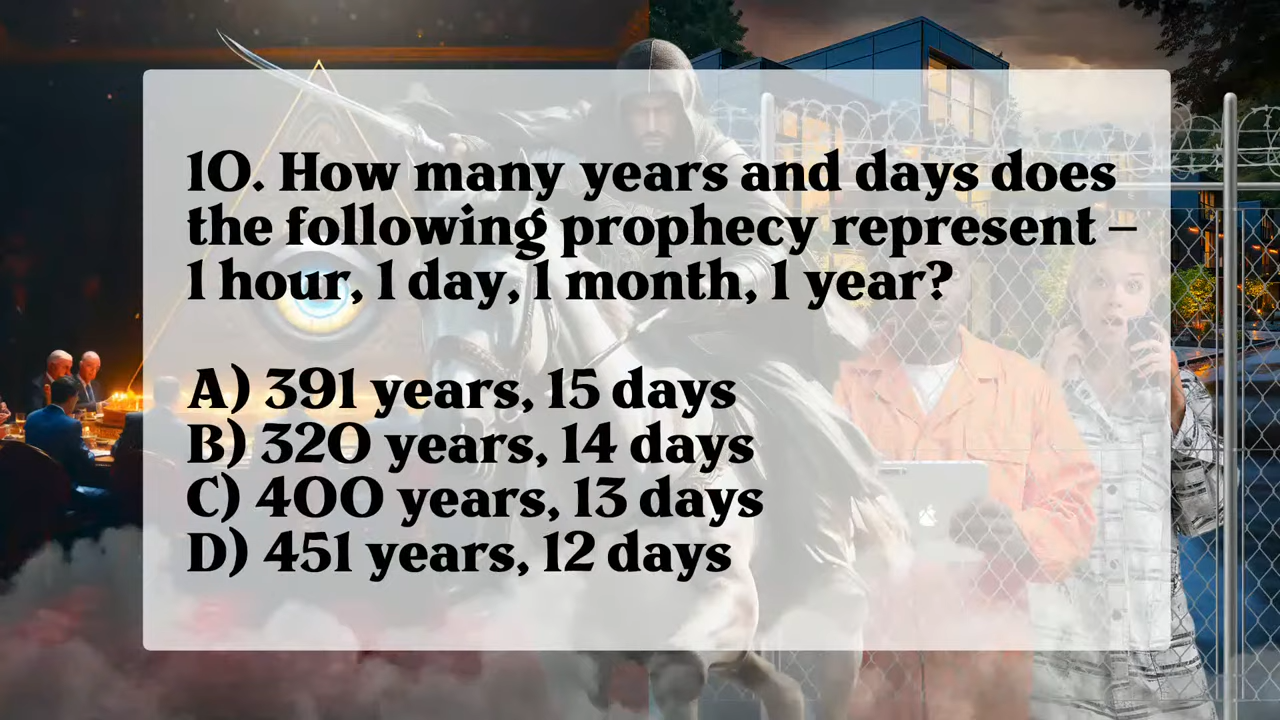 10. How many years and days does
the following prophecy represent –
1 hour, 1 day, 1 month, 1 year?
A) 391 years, 15 days
B) 320 years, 14 days
C) 400 years, 13 days
D) 451 years, 12 days